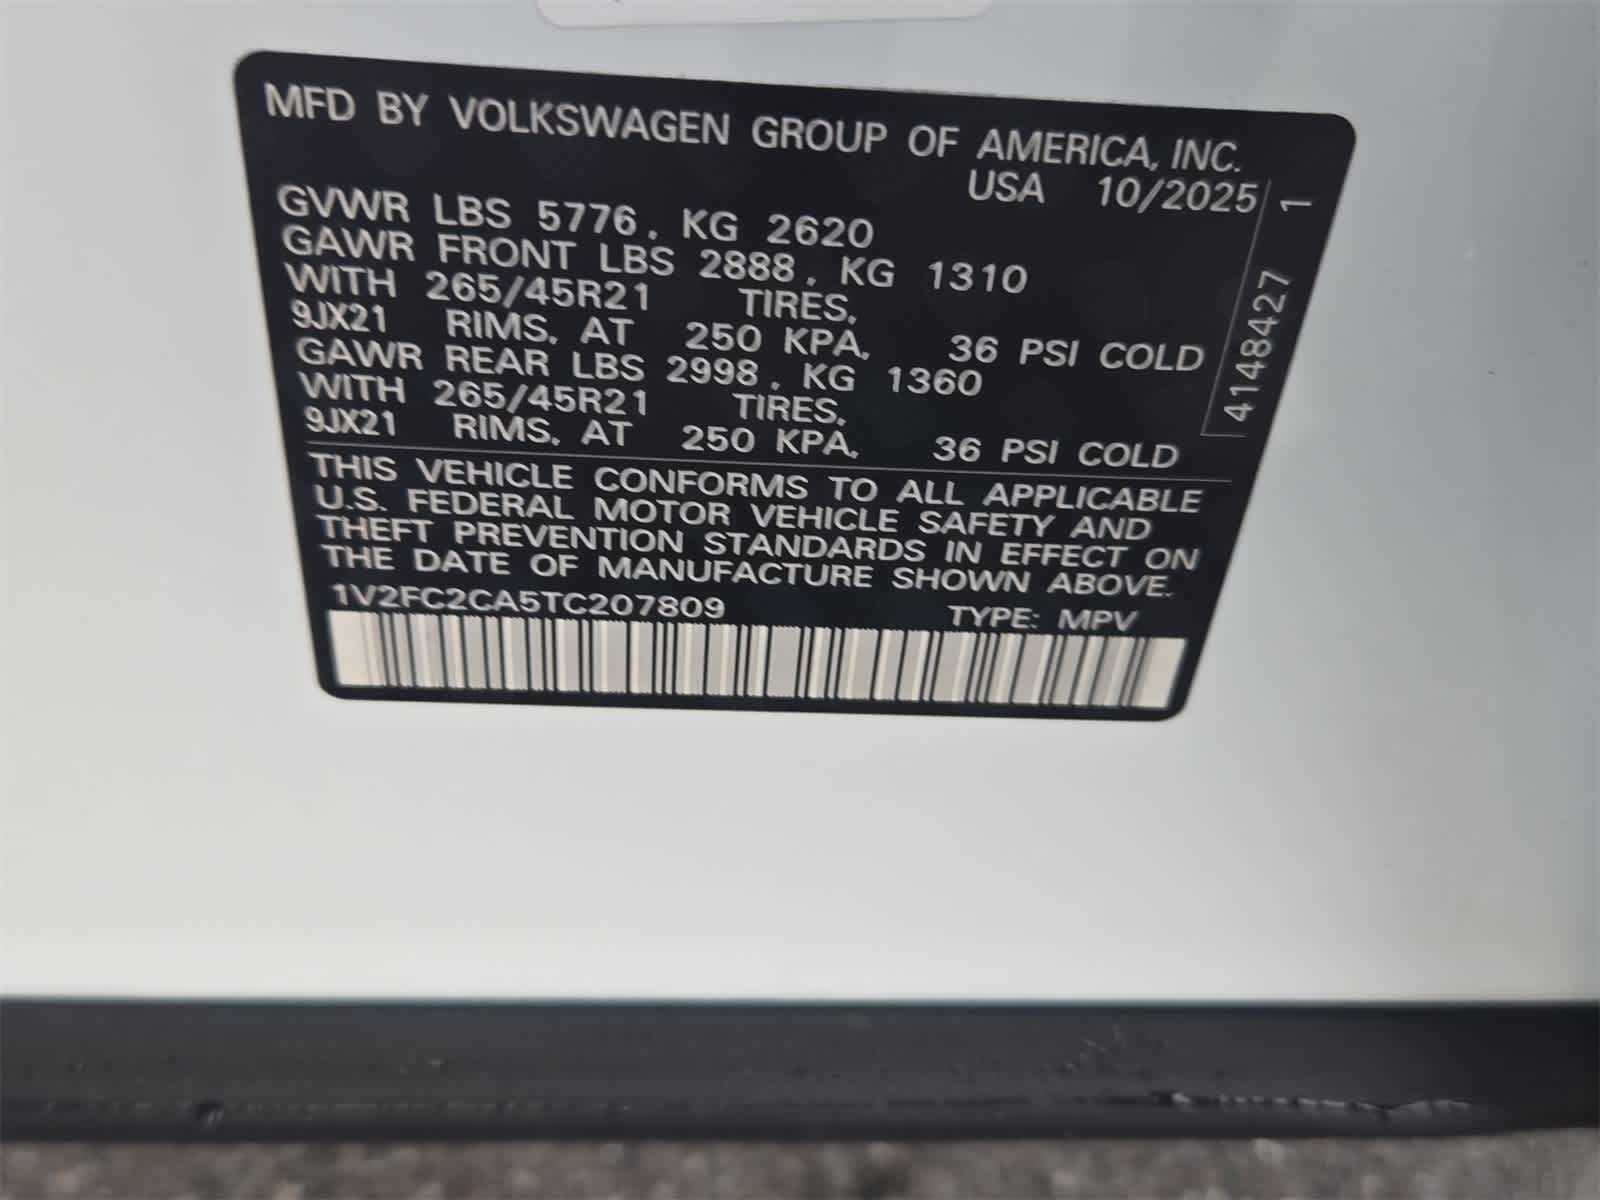 MFD BY VOLKSWAGEN GROUP OF AMERICA, INC.
USA 10/2025
GVWR LBS 5776, KG 2620
GAWR FRONT LBS 2888, KG 1310
WITH 265/45R21 TIRES,
9JX21 RIMS, AT 250 KPA, 36 PSI COLD
GAWR REAR LBS 2998, KG 1360
WITH 265/45R21 TIRES,
9JX21 RIMS, AT 250 KPA, 36 PSI COLD
4148427 1
THIS VEHICLE CONFORMS TO ALL APPLICABLE
U.S. FEDERAL MOTOR VEHICLE SAFETY AND
THEFT PREVENTION STANDARDS IN EFFECT ON
THE DATE OF MANUFACTURE SHOWN ABOVE.
1V2FC2CA5TC207809 TYPE: MPV